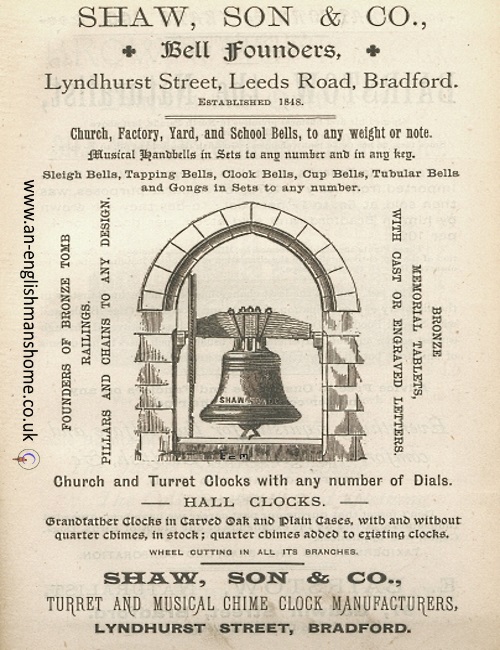 SHAW, SON & CO.,
Bell Founders,
Lyndhurst Street, Leeds Road, Bradford.
ESTABLISHED 1848.
Church, Factory, Yard, and School Bells, to any weight or note.
Musical Handbells in Sets to any number and in any key.
Sleigh Bells, Tapping Bells, Clock Bells, Cup Bells, Tubular Bells
and Gongs in Sets to any number.
www.an-englishmanshome.co.uk
FOUNDERS OF BRONZE TOMB
RAILINGS.
PILLARS AND CHAINS TO ANY DESIGN.
SHAW
BRONZE
MEMORIAL TABLETS,
WITH CAST OR ENGRAVED LETTERS.
Church and Turret Clocks with any number of Dials.
HALL CLOCKS.
Grandfather Clocks in Carved Oak and Plain Cases, with and without
quarter chimes, in stock; quarter chimes added to existing clocks.
WHEEL CUTTING IN ALL ITS BRANCHES.
SHAW, SON & CO.,
TURRET AND MUSICAL CHIME CLOCK MANUFACTURERS,
LYNDHURST STREET, BRADFORD.